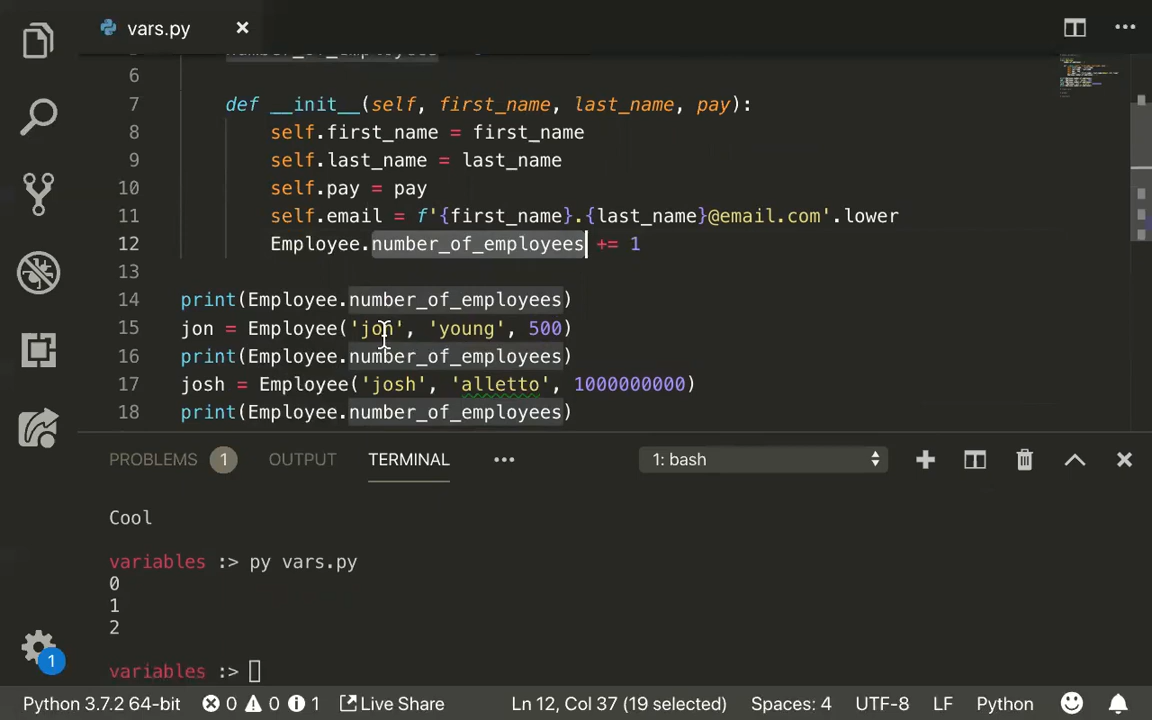 vars.py
6
7 def __init__(self, first_name, last_name, pay):
8 self.first_name = first_name
9 self.last_name = last_name
10 self.pay = pay
11 self.email = f'{first_name}.{last_name}@email.com'.lower
12 Employee.number_of_employees += 1
13
14 print(Employee.number_of_employees)
15 jon = Employee('jon', 'young', 500)
16 print(Employee.number_of_employees)
17 josh = Employee('josh', 'alletto', 1000000000)
18 print(Employee.number_of_employees)
PROBLEMS 1 OUTPUT TERMINAL 1: bash
Cool
variables :> py vars.py
0
1
2
variables :>
1
Python 3.7.2 64-bit 0 0 1 Live Share Ln 12, Col 37 (19 selected) Spaces: 4 UTF-8 LF Python